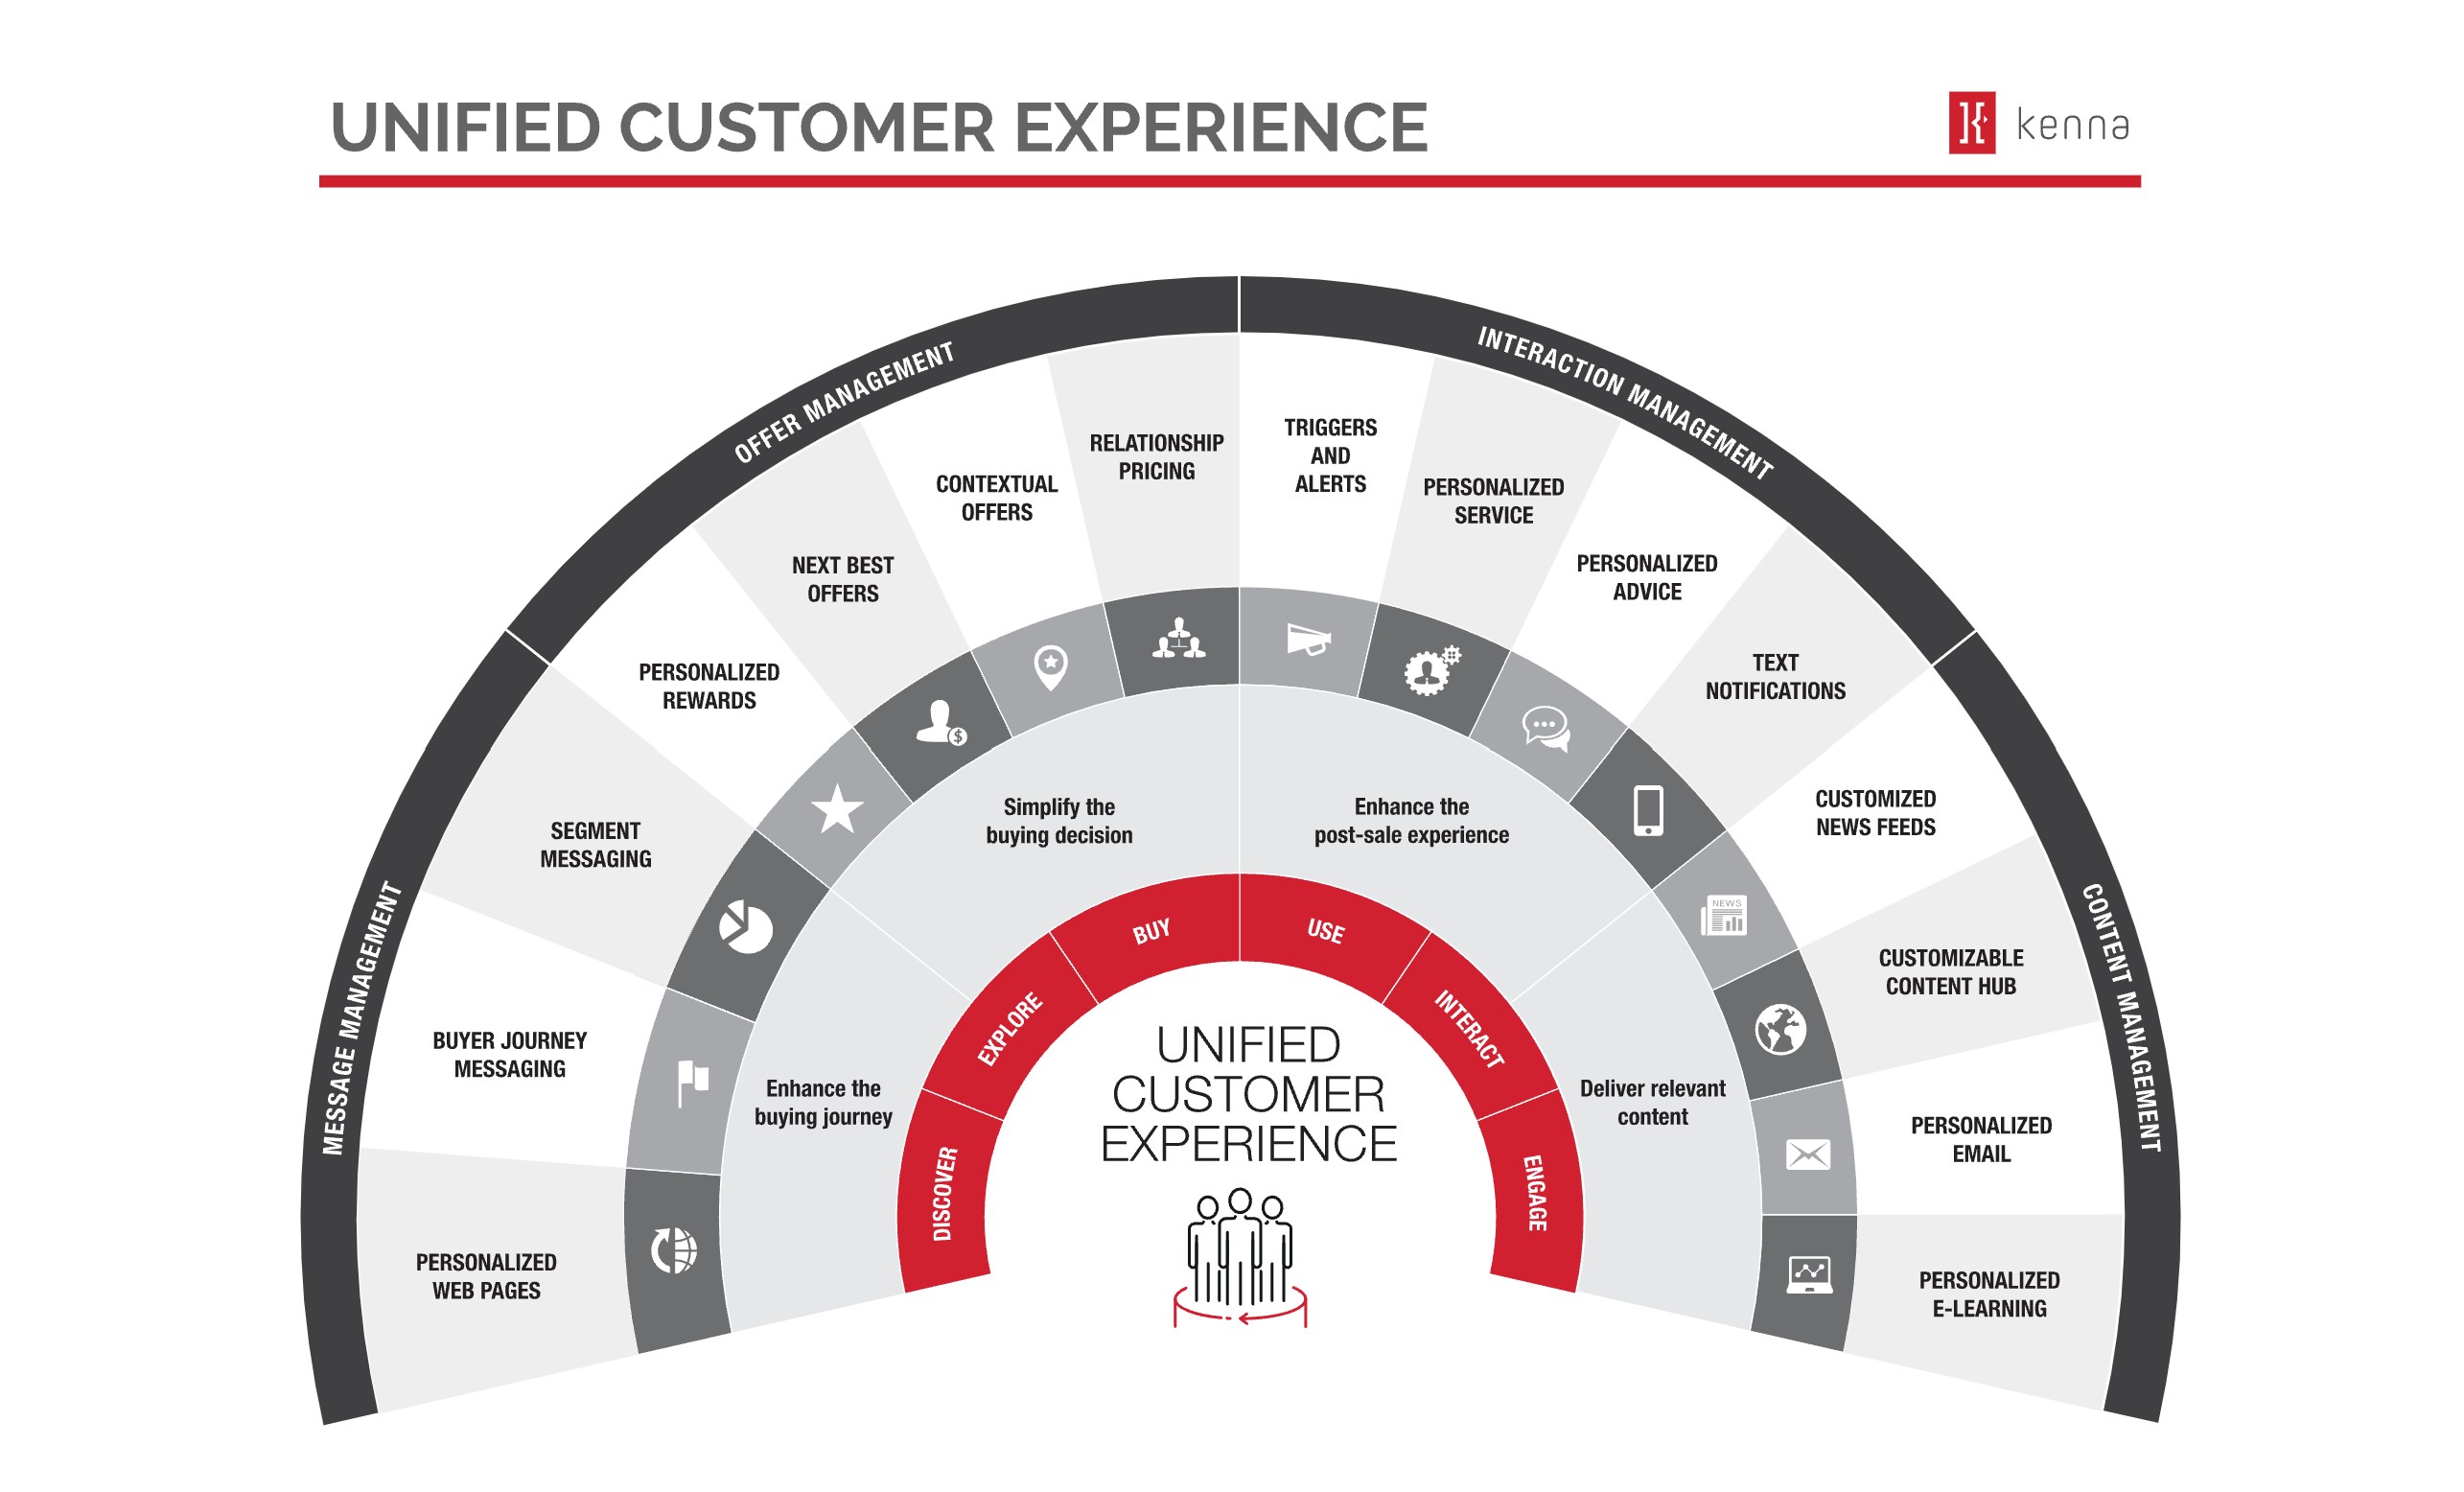 UNIFIED CUSTOMER EXPERIENCE
kenna
MESSAGE MANAGEMENT
OFFER MANAGEMENT
INTERACTION MANAGEMENT
CONTENT MANAGEMENT
PERSONALIZED
WEB PAGES
BUYER JOURNEY
MESSAGING
SEGMENT
MESSAGING
PERSONALIZED
REWARDS
NEXT BEST
OFFERS
CONTEXTUAL
OFFERS
RELATIONSHIP
PRICING
TRIGGERS
AND
ALERTS
PERSONALIZED
SERVICE
PERSONALIZED
ADVICE
TEXT
NOTIFICATIONS
CUSTOMIZED
NEWS FEEDS
CUSTOMIZABLE
CONTENT HUB
PERSONALIZED
EMAIL
PERSONALIZED
E-LEARNING
$
NEWS
Enhance the
buying journey
Simplify the
buying decision
Enhance the
post-sale experience
Deliver relevant
content
DISCOVER
EXPLORE
BUY
USE
INTERACT
ENGAGE
UNIFIED
CUSTOMER
EXPERIENCE